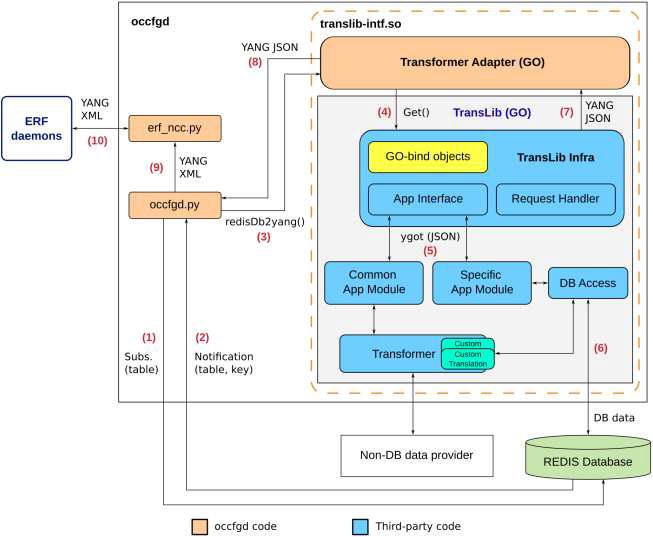 occfgd
translib-intf.so
YANG JSON
(8)
Transformer Adapter (GO)
(4)
Get()
TransLib (GO)
(7)
YANG
JSON
ERF
daemons
YANG
XML
(10)
erf_ncc.py
(9)
YANG
XML
occfgd.py
redisDb2yang()
(3)
GO-bind objects
TransLib Infra
App Interface
Request Handler
ygot (JSON)
(5)
Common
App Module
Specific
App Module
DB Access
(1)
Subs.
(table)
(2)
Notification
(table, key)
Transformer
Custom
Custom
Translation
(6)
DB data
Non-DB data provider
REDIS Database
occfgd code
Third-party code